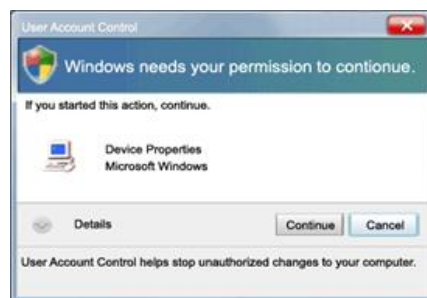 User Account Control
Windows needs your permission to contionue.
If you started this action, continue.
Device Properties
Microsoft Windows
Details
Continue
Cancel
User Account Control helps stop unauthorized changes to your computer.